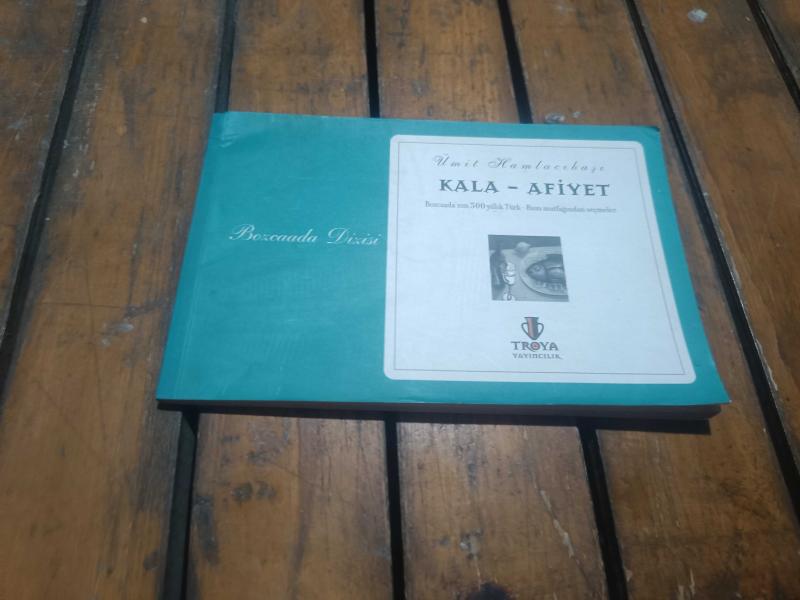 Bozcaada Dizisi
Ümit Hamlacıbaşı
KALA - AFİYET
Bozcaada'nın 500 yıllık Türk - Rum mutfağından seçmeler
TROYA
YAYINCILIK